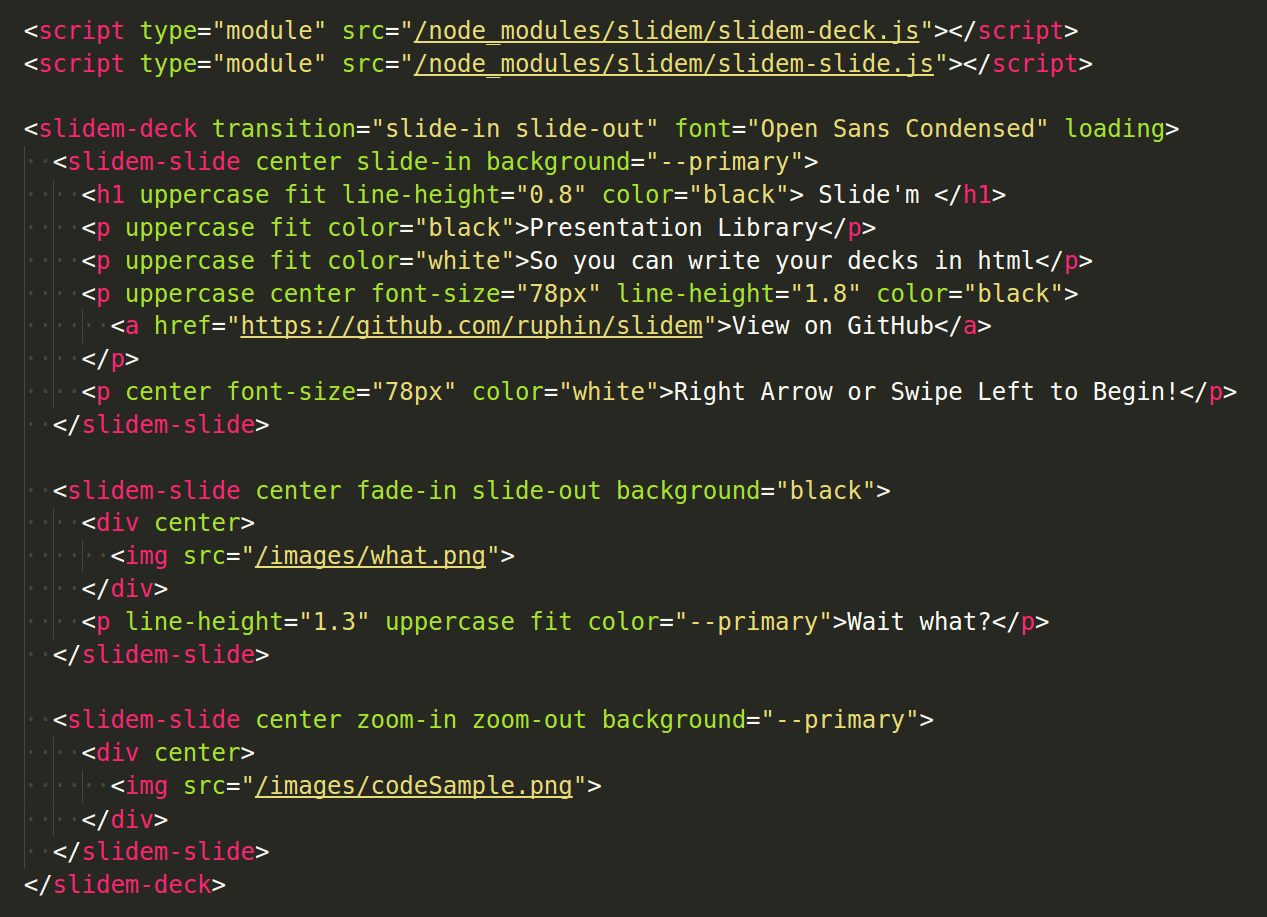 <script type="module" src="/node_modules/slidem/slidem-deck.js"></script>
<script type="module" src="/node_modules/slidem/slidem-slide.js"></script>

<slidem-deck transition="slide-in slide-out" font="Open Sans Condensed" loading>
  <slidem-slide center slide-in background="--primary">
    <h1 uppercase fit line-height="0.8" color="black"> Slide'm </h1>
    <p uppercase fit color="black">Presentation Library</p>
    <p uppercase fit color="white">So you can write your decks in html</p>
    <p uppercase center font-size="78px" line-height="1.8" color="black">
      <a href="https://github.com/ruphin/slidem">View on GitHub</a>
    </p>
    <p center font-size="78px" color="white">Right Arrow or Swipe Left to Begin!</p>
  </slidem-slide>

  <slidem-slide center fade-in slide-out background="black">
    <div center>
      <img src="/images/what.png">
    </div>
    <p line-height="1.3" uppercase fit color="--primary">Wait what?</p>
  </slidem-slide>

  <slidem-slide center zoom-in zoom-out background="--primary">
    <div center>
      <img src="/images/codeSample.png">
    </div>
  </slidem-slide>
</slidem-deck>